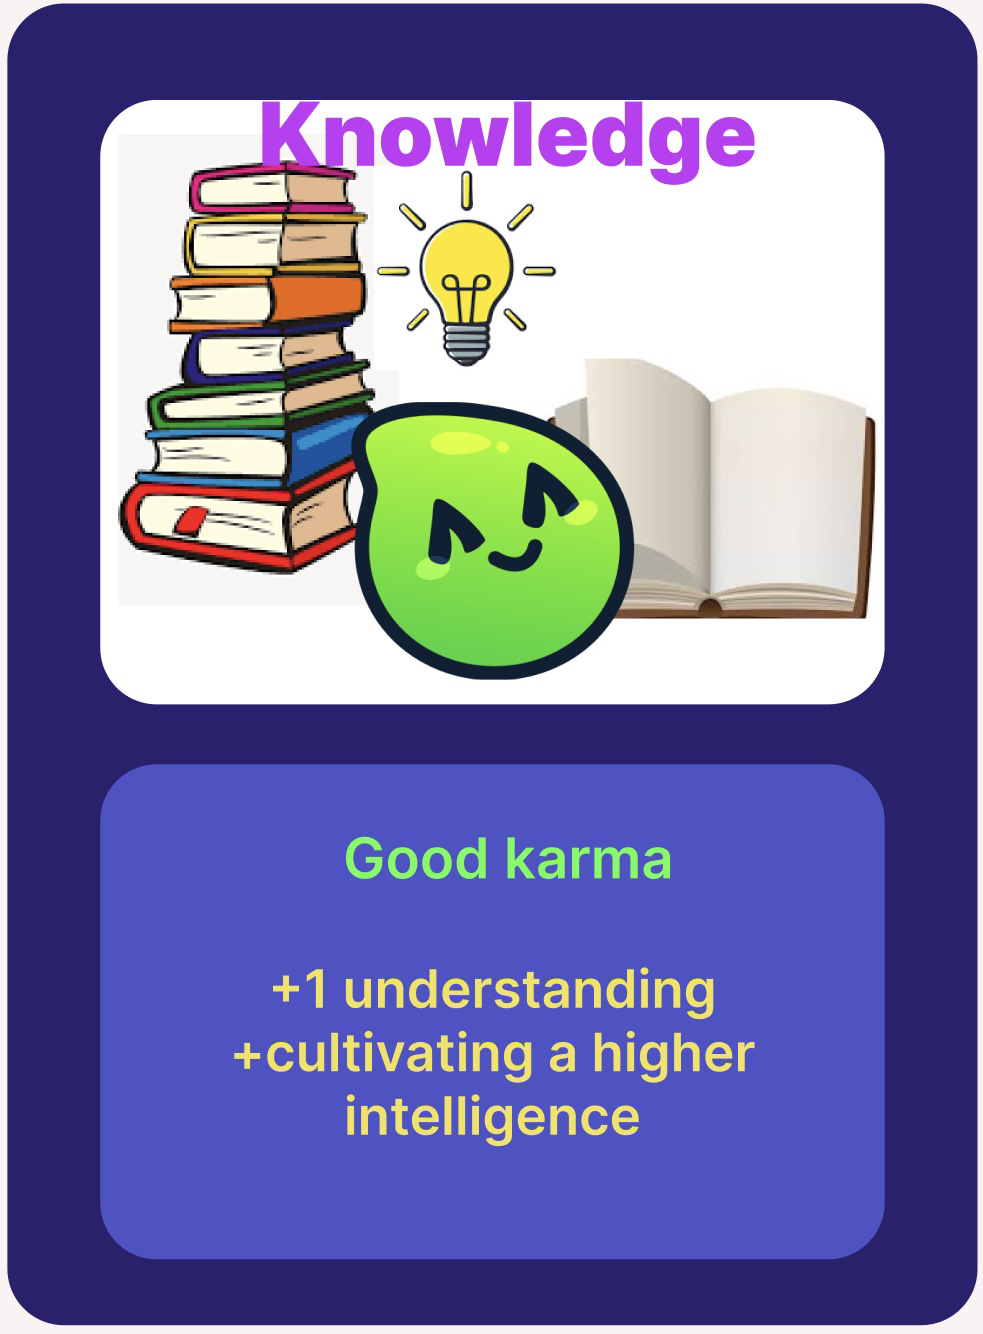 Knowledge
Good karma
+1 understanding
+cultivating a higher
intelligence